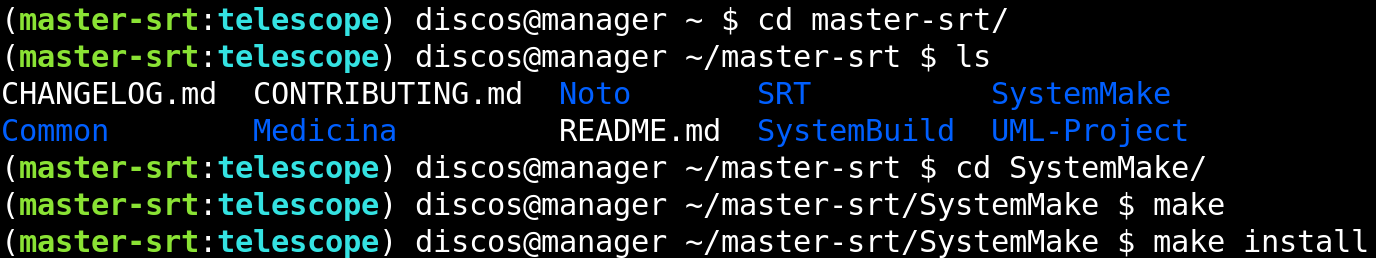 (master-srt:telescope) discos@manager ~ $ cd master-srt/
(master-srt:telescope) discos@manager ~/master-srt $ ls
CHANGELOG.md  CONTRIBUTING.md  Noto       SRT          SystemMake
Common        Medicina         README.md  SystemBuild  UML-Project
(master-srt:telescope) discos@manager ~/master-srt $ cd SystemMake/
(master-srt:telescope) discos@manager ~/master-srt/SystemMake $ make
(master-srt:telescope) discos@manager ~/master-srt/SystemMake $ make install